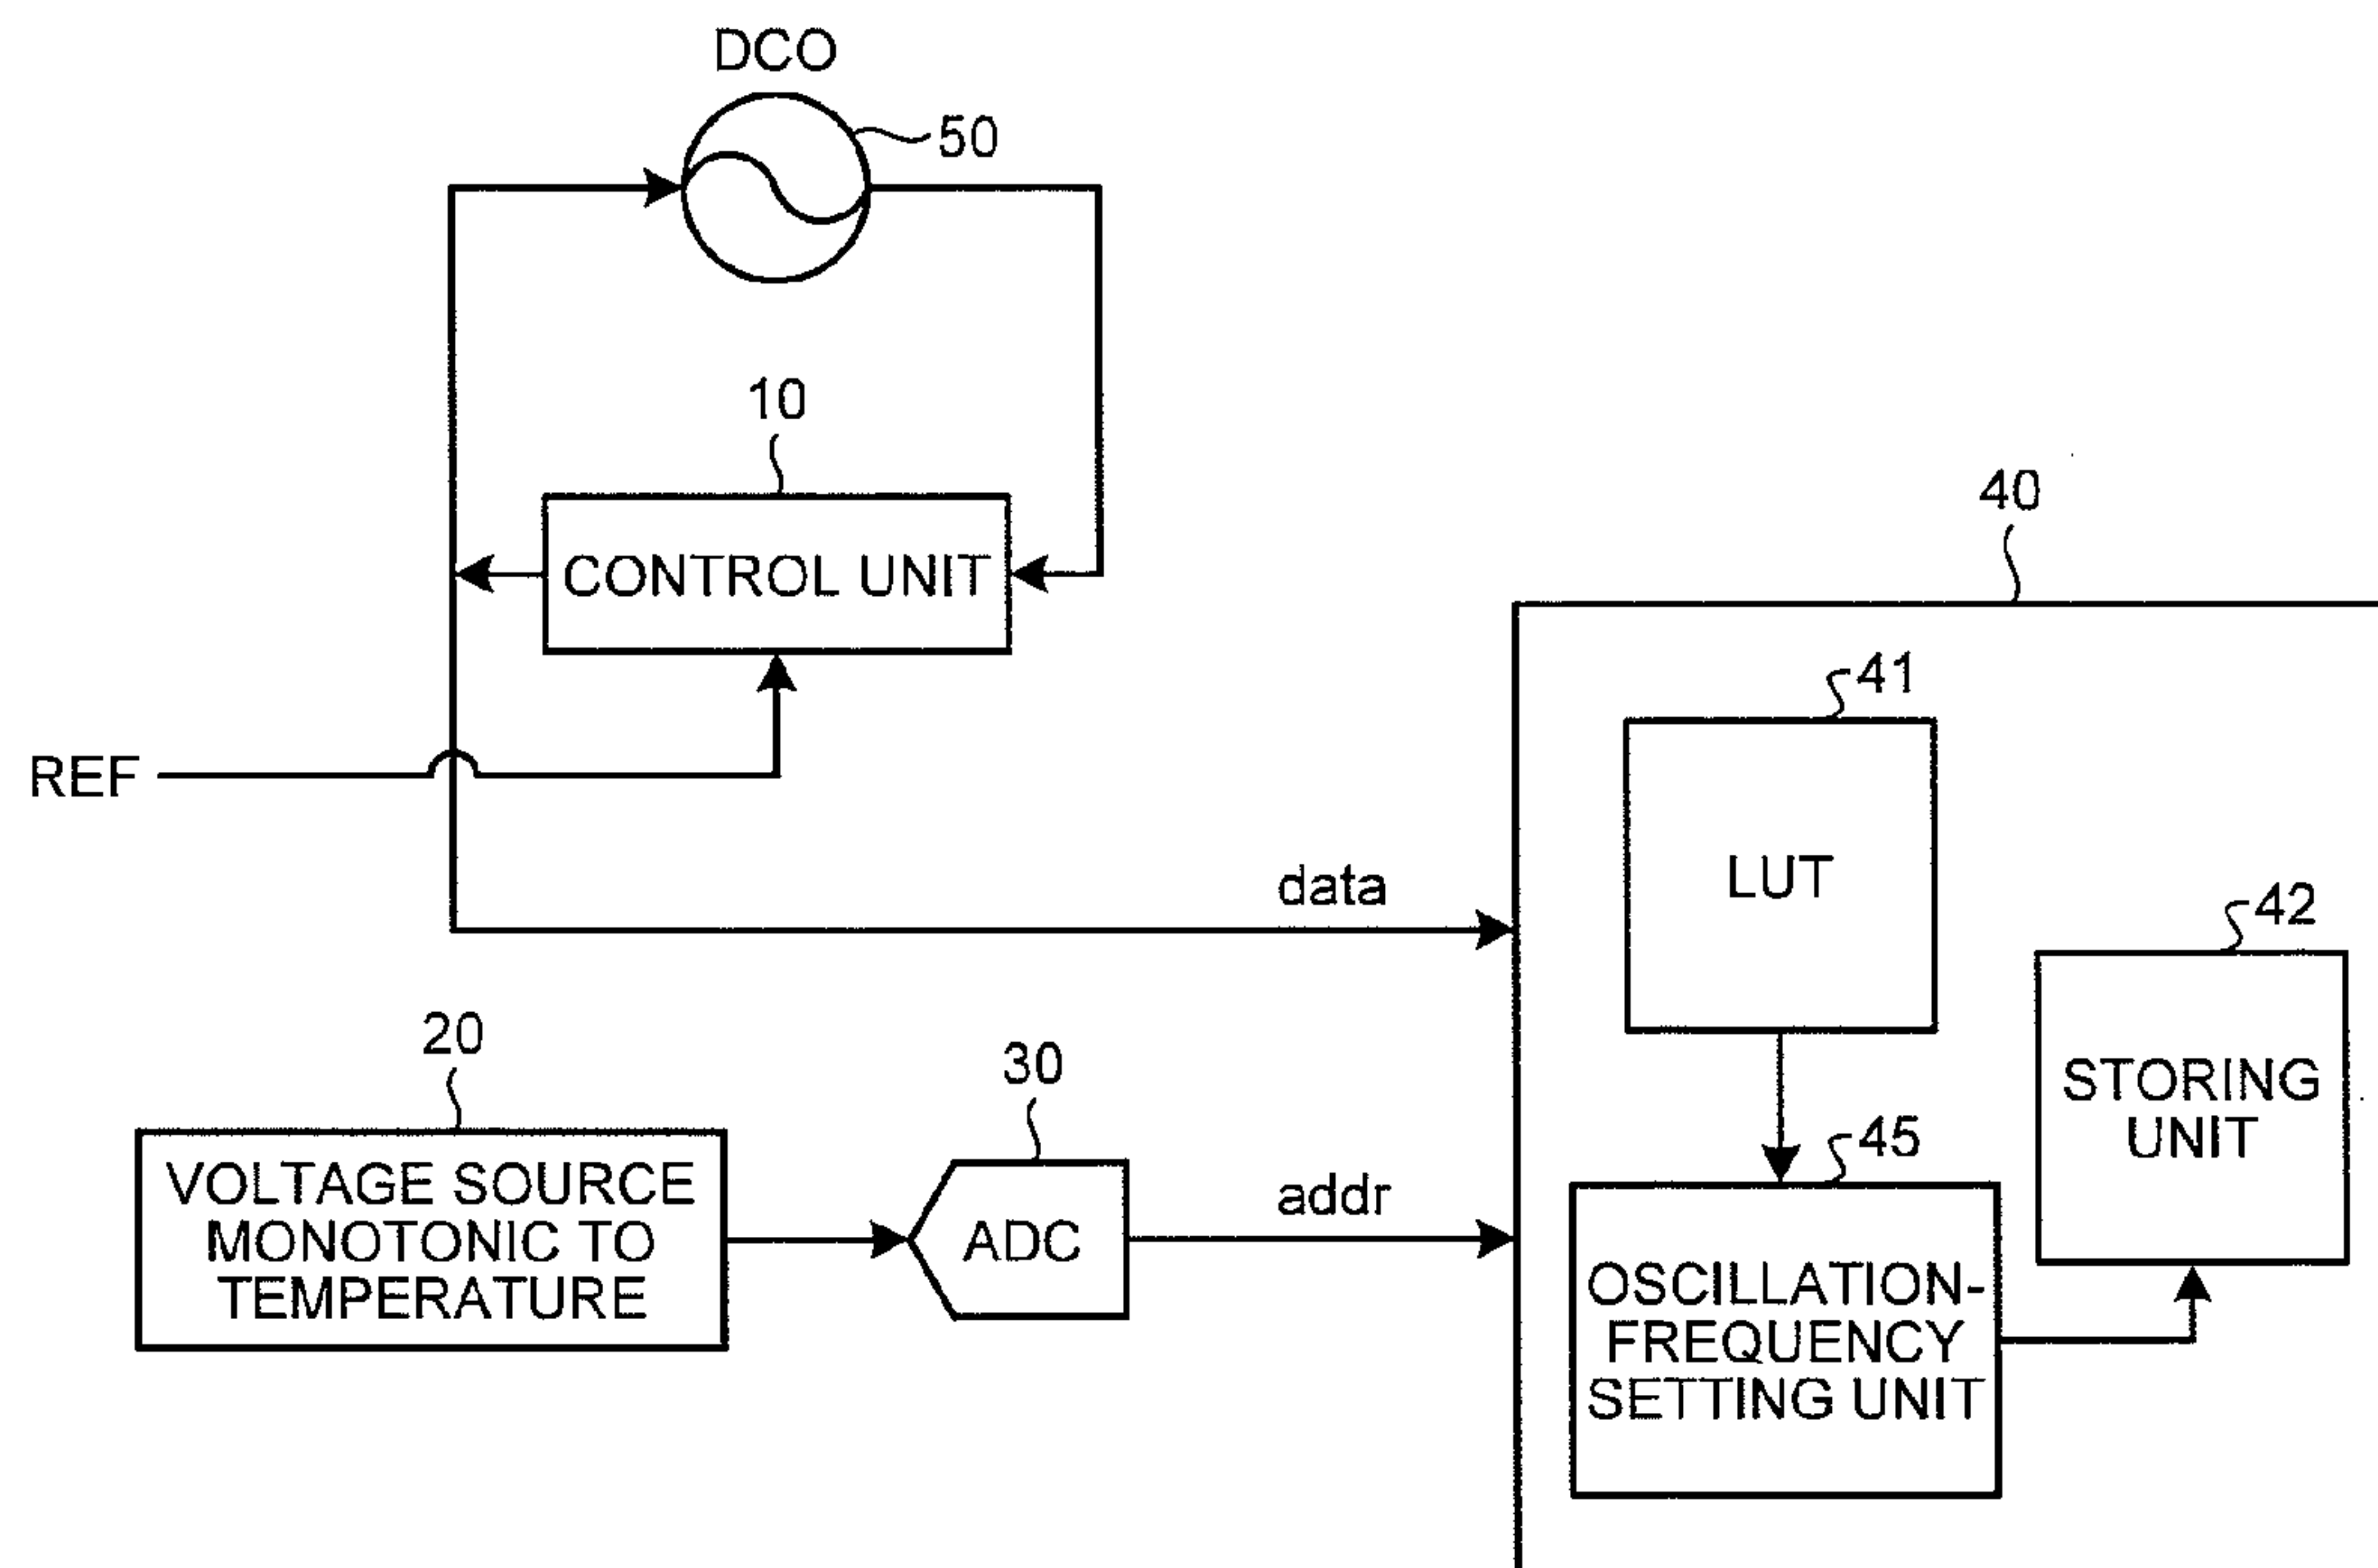 DCO
50
10
CONTROL UNIT
REF
40
41
LUT
data
42
STORING
UNIT
20
VOLTAGE SOURCE
MONOTONIC TO
TEMPERATURE
30
ADC
addr
45
OSCILLATION-
FREQUENCY
SETTING UNIT